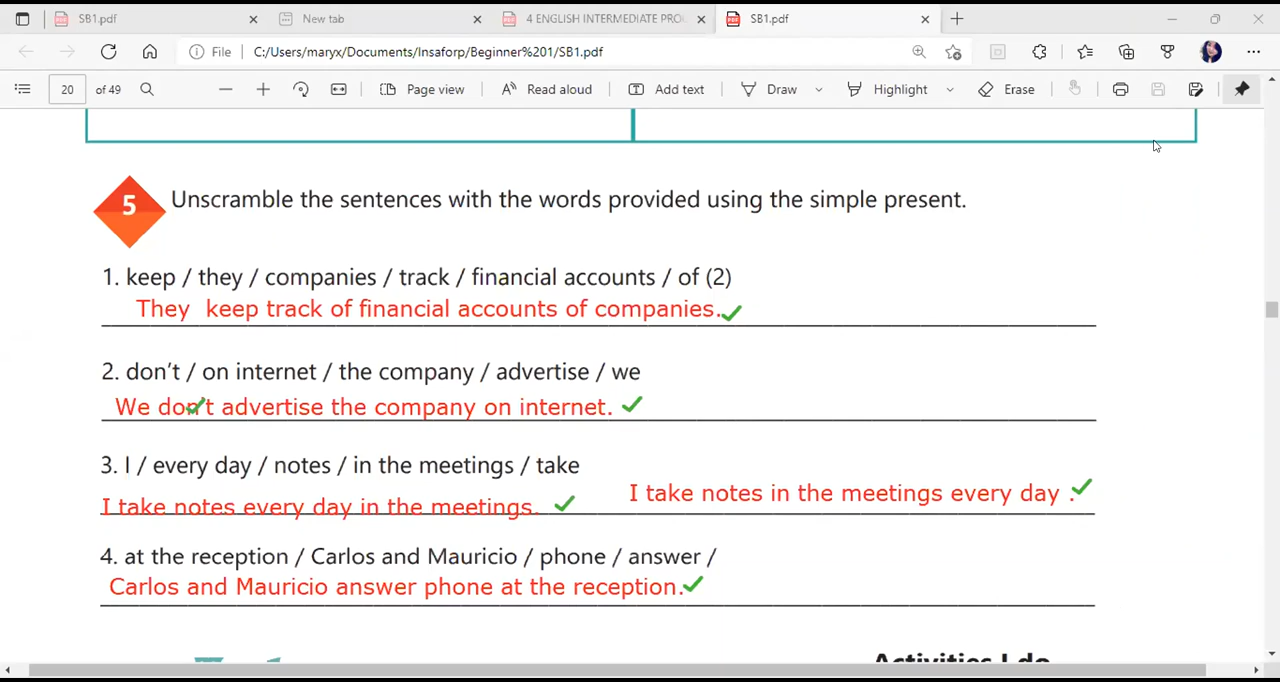 SB1.pdf
New tab
4 ENGLISH INTERMEDIATE PRO
SB1.pdf
File C:/Users/maryx/Documents/Insaforp/Beginner%201/SB1.pdf
20 of 49 Page view Read aloud Add text Draw Highlight Erase
5 Unscramble the sentences with the words provided using the simple present.
1. keep / they / companies / track / financial accounts / of (2)
They keep track of financial accounts of companies.
2. don't / on internet / the company / advertise / we
We don't advertise the company on internet.
3. I / every day / notes / in the meetings / take
I take notes every day in the meetings.
I take notes in the meetings every day .
4. at the reception / Carlos and Mauricio / phone / answer /
Carlos and Mauricio answer phone at the reception.
Activities I do